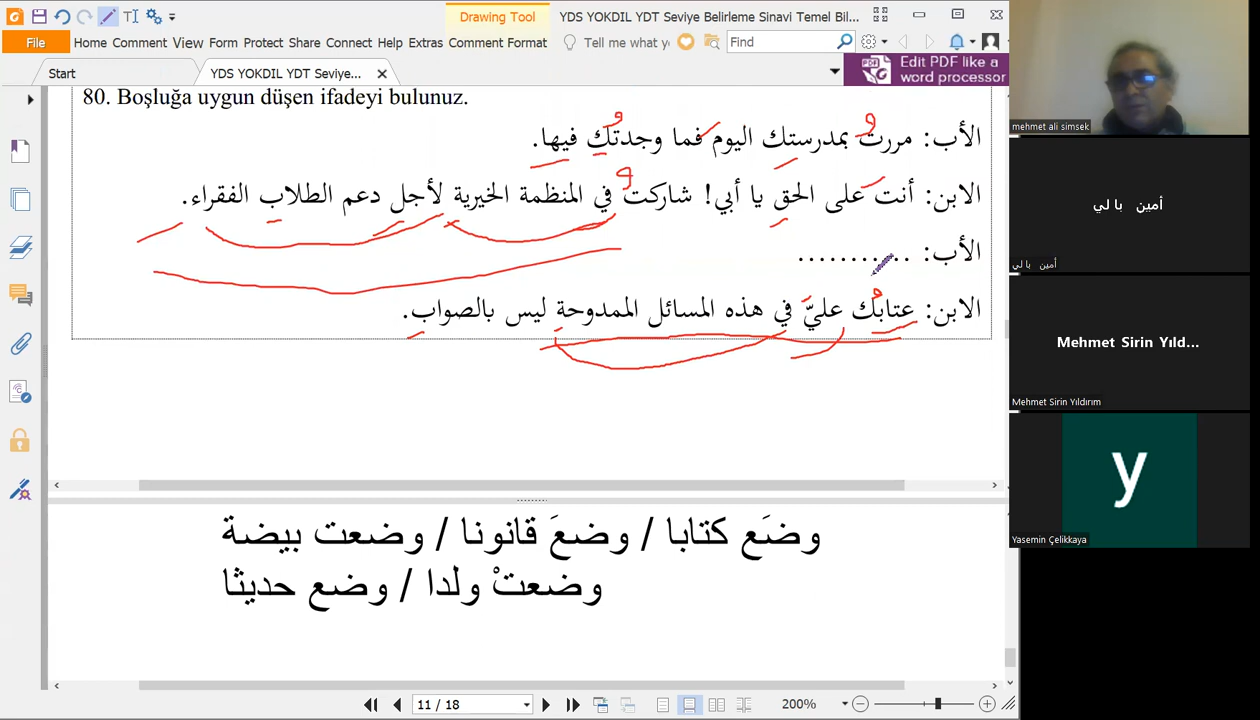 YDS YOKDIL YDT Seviye Belirleme Sinavi Temel Bil...
Drawing Tool
File Home Comment View Form Protect Share Connect Help Extras Comment Format
Find
Start
YDS YOKDIL YDT Seviye...
Edit PDF like a
word processor
80. Boşluğa uygun düşen ifadeyi bulunuz.
الأب: مررت بمدرستك اليوم فما وجدتك فيها.
الابن: أنت على الحق يا أبي! شاركت في المنظمة الخيرية لأجل دعم الطلاب الفقراء.
الأب: ............
الابن: عتابك عليّ في هذه المسائل الممدوحة ليس بالصواب.
وضَع كتابا / وضعَ قانونا / وضعت بيضة
وضعتْ ولدا / وضع حديثا
11 / 18
200%
mehmet ali simsek
أمين با لي
أمين با لي
Mehmet Sirin Yıld...
Mehmet Sirin Yıldırım
y
Yasemin Çelikkaya